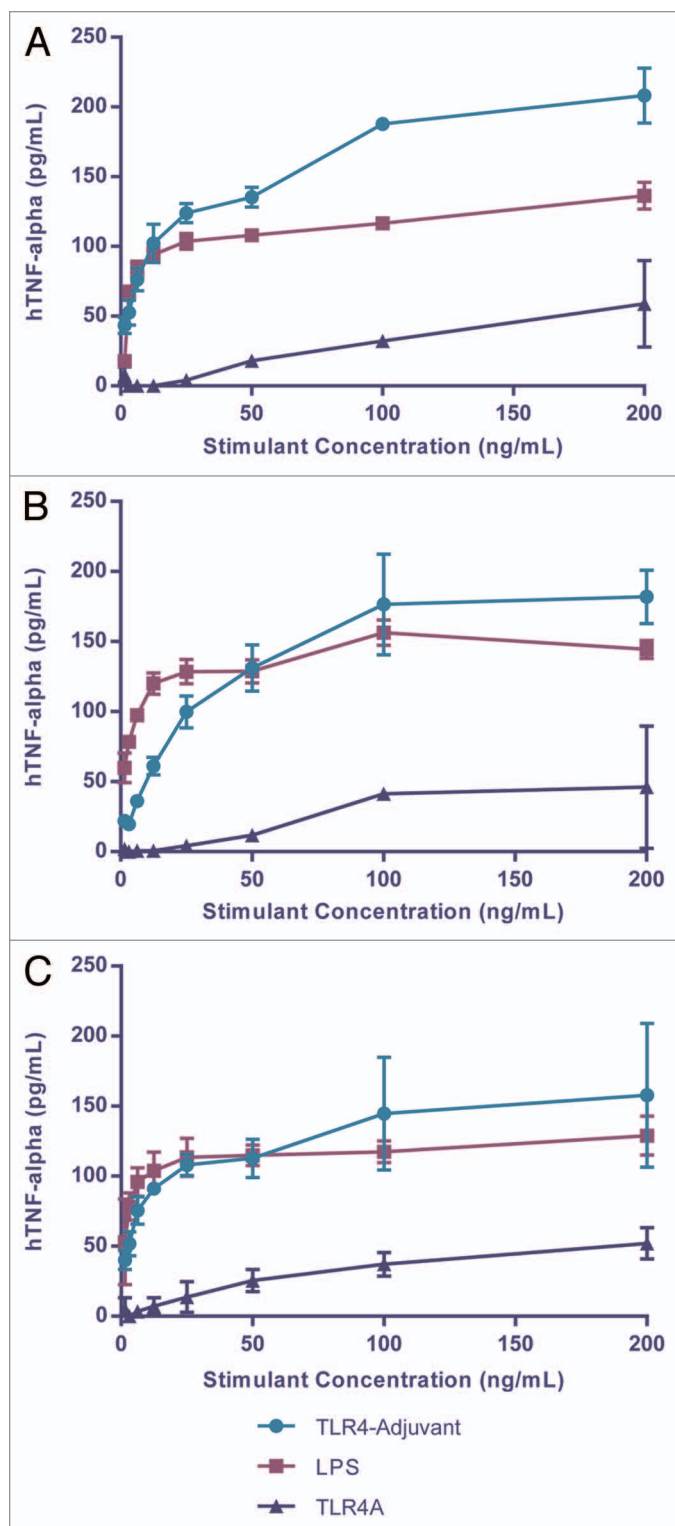 A
250
200
150
100
50
0
hTNF-alpha (pg/mL)
0 50 100 150 200
Stimulant Concentration (ng/mL)
B
250
200
150
100
50
0
hTNF-alpha (pg/mL)
0 50 100 150 200
Stimulant Concentration (ng/mL)
C
250
200
150
100
50
0
hTNF-alpha (pg/mL)
0 50 100 150 200
Stimulant Concentration (ng/mL)
TLR4-Adjuvant
LPS
TLR4A